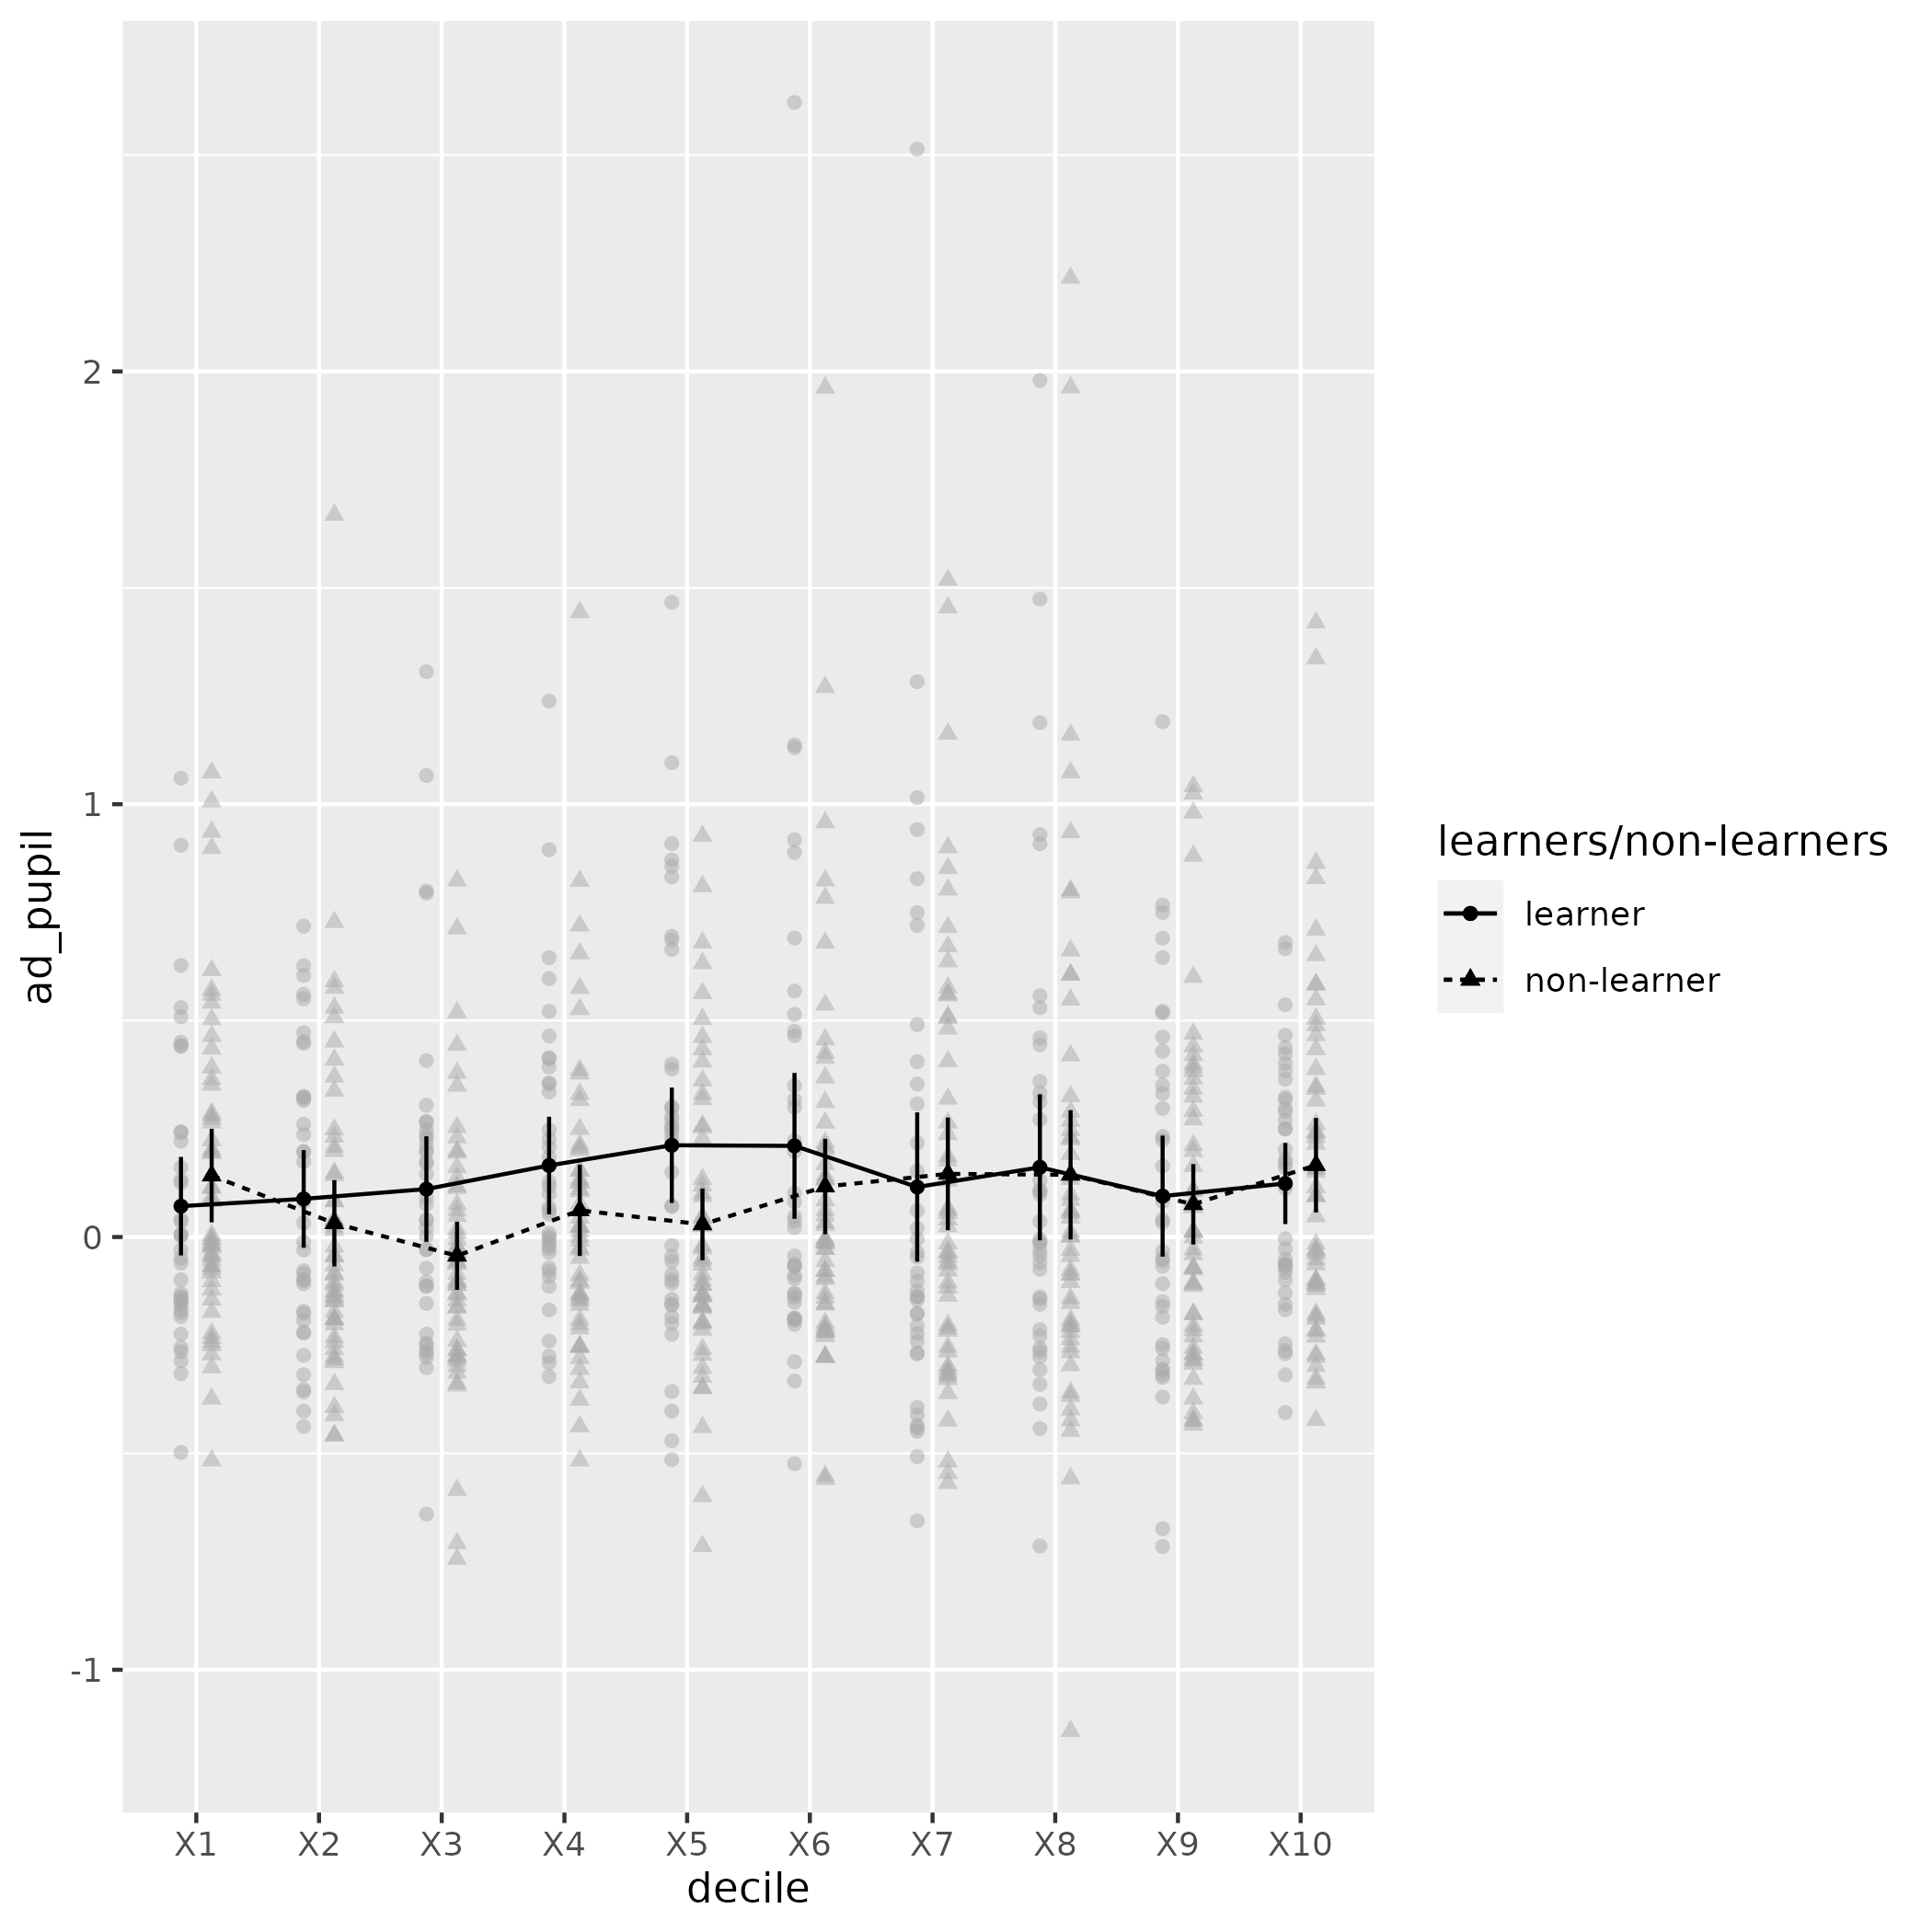 ad_pupil
2
1
0
-1
X1 X2 X3 X4 X5 X6 X7 X8 X9 X10
decile
learners/non-learners
learner
non-learner